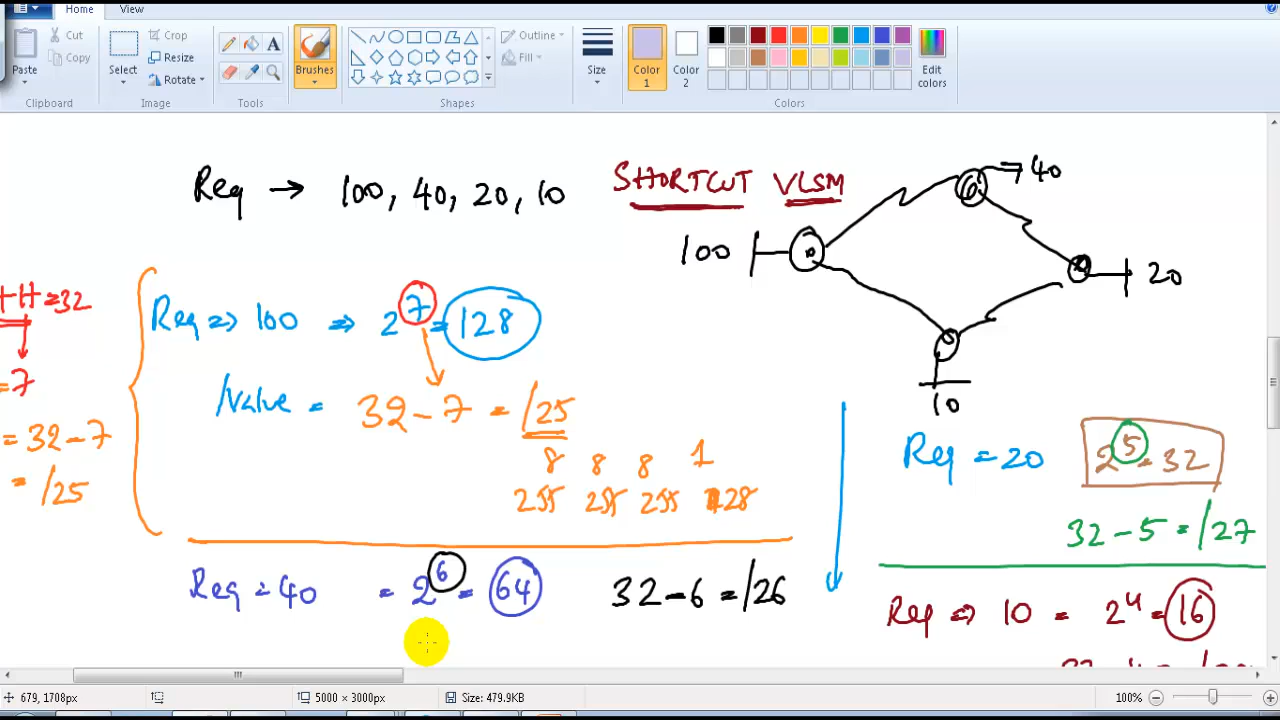 Home
View
Paste
Cut
Copy
Clipboard
Select
Crop
Resize
Rotate
Image
A
Tools
Brushes
Shapes
Outline
Fill
Size
Color 1
Color 2
Edit colors
Colors
Req → 100, 40, 20, 10
SHORTCUT VLSM
40
100
20
10
+H=32
=7
=32-7
=/25
Req => 100 => 2^7 = 128
/Value = 32-7 = /25
8 8 8 1
255 255 255 128
Req = 40 = 2^6 = 64 32-6 = /26
Req = 20 2^5 = 32
32-5 = /27
Req => 10 = 2^4 = 16
679, 1708px
5000 × 3000px
Size: 479.9KB
100%